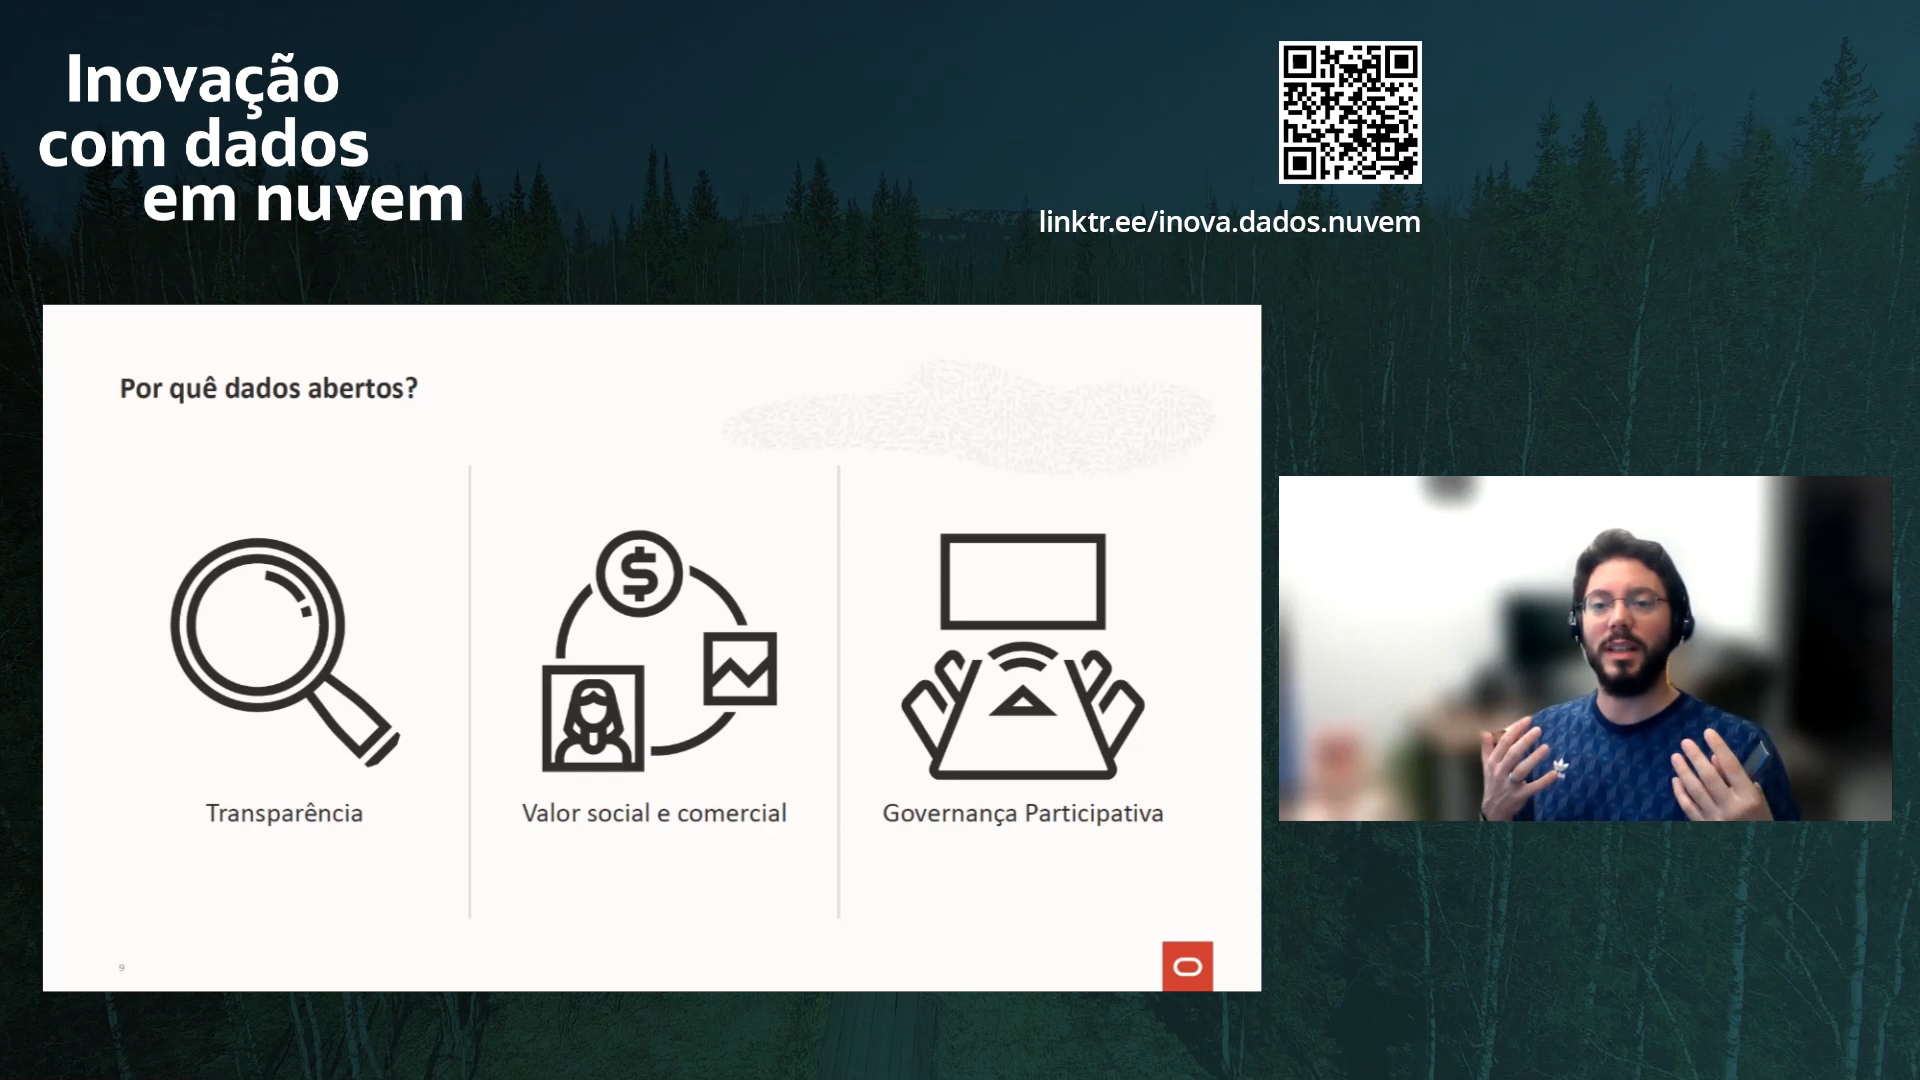 Inovação
com dados
em nuvem
linktr.ee/inova.dados.nuvem
Por quê dados abertos?
$
Transparência
Valor social e comercial
Governança Participativa
9